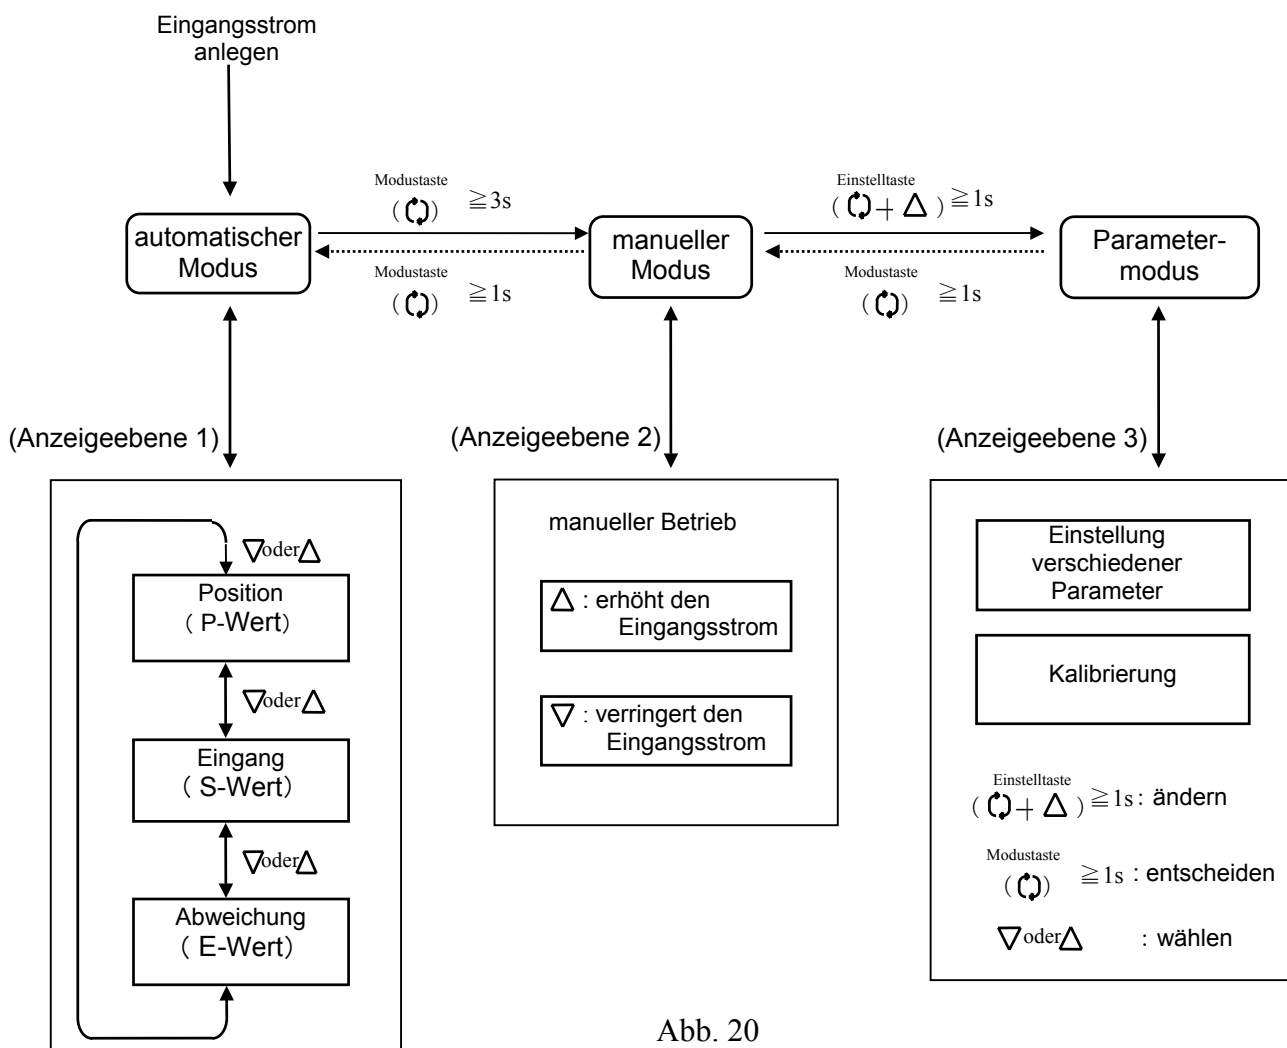 Eingangsstrom
anlegen
Modustaste
( ) ≧3s
Einstelltaste
( + △ ) ≧1s
automatischer
Modus
manueller
Modus
Parameter-
modus
Modustaste
( ) ≧1s
Modustaste
( ) ≧1s
(Anzeigeebene 1)
(Anzeigeebene 2)
(Anzeigeebene 3)
▽oder△
Position
( P-Wert)
▽oder△
Eingang
( S-Wert)
▽oder△
Abweichung
( E-Wert)
manueller Betrieb
△ : erhöht den
Eingangsstrom
▽ : verringert den
Eingangsstrom
Einstellung
verschiedener
Parameter
Kalibrierung
Einstelltaste
( + △ ) ≧1s : ändern
Modustaste
( ) ≧1s : entscheiden
▽oder△ : wählen
Abb. 20